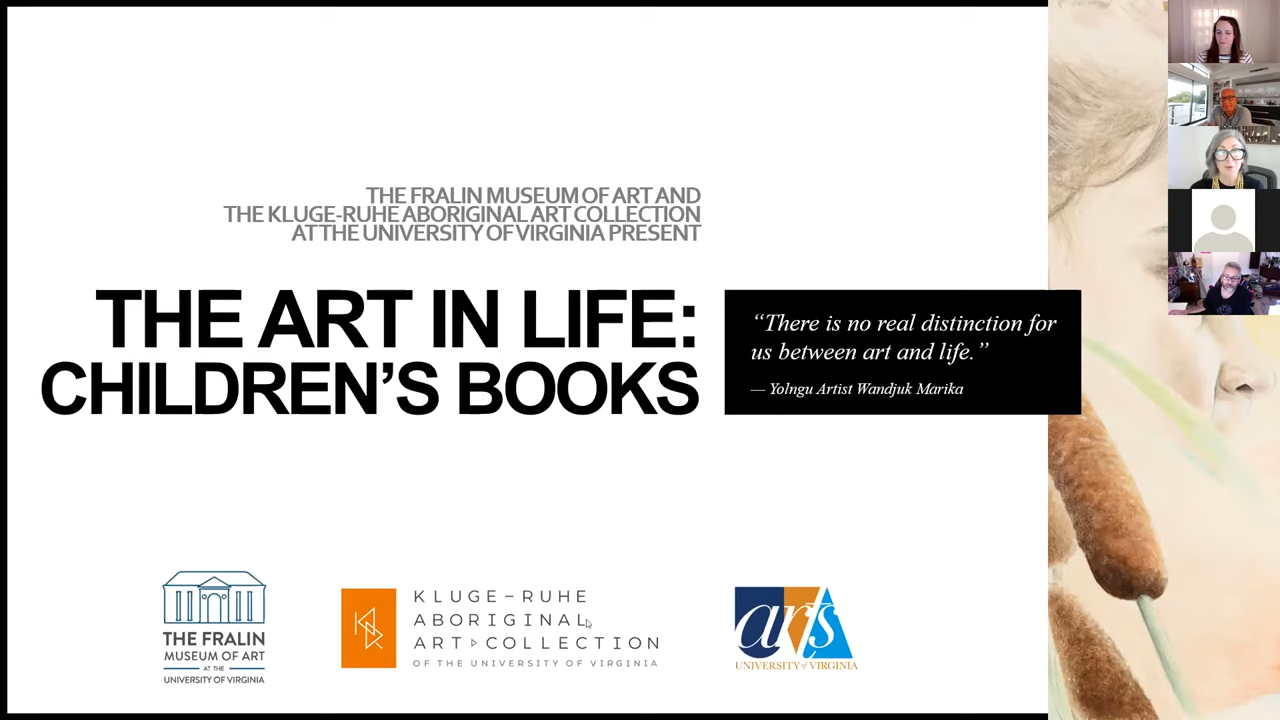 THE FRALIN MUSEUM OF ART AND
THE KLUGE-RUHE ABORIGINAL ART COLLECTION
AT THE UNIVERSITY OF VIRGINIA PRESENT
THE ART IN LIFE:
CHILDREN’S BOOKS
“There is no real distinction for
us between art and life.”
— Yolngu Artist Wandjuk Marika
THE FRALIN
MUSEUM OF ART
AT THE
UNIVERSITY OF VIRGINIA
KLUGE–RUHE
ABORIGINAL
ART COLLECTION
OF THE UNIVERSITY OF VIRGINIA
arts
UNIVERSITY of VIRGINIA